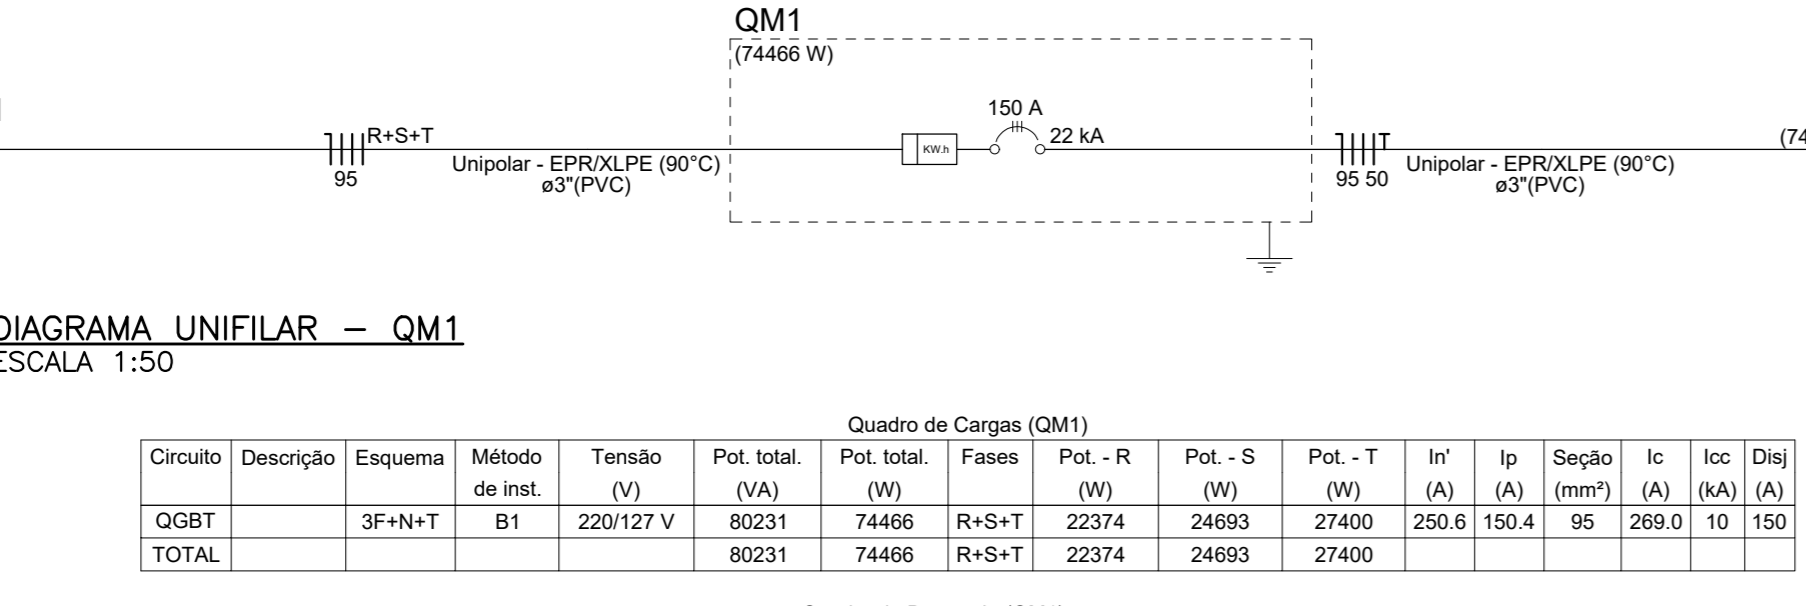 QM1
(74466 W)
150 A
R+S+T
22 kA
KW.h
T
(74
95
Unipolar - EPR/XLPE (90°C)
ø3"(PVC)
95 50
Unipolar - EPR/XLPE (90°C)
ø3"(PVC)
DIAGRAMA UNIFILAR – QM1
ESCALA 1:50
Quadro de Cargas (QM1)
Circuito Descrição Esquema Método de inst. Tensão (V) Pot. total. (VA) Pot. total. (W) Fases Pot. - R (W) Pot. - S (W) Pot. - T (W) In' (A) Ip (A) Seção (mm²) Ic (A) Icc (kA) Disj (A)
QGBT 3F+N+T B1 220/127 V 80231 74466 R+S+T 22374 24693 27400 250.6 150.4 95 269.0 10 150
TOTAL 80231 74466 R+S+T 22374 24693 27400